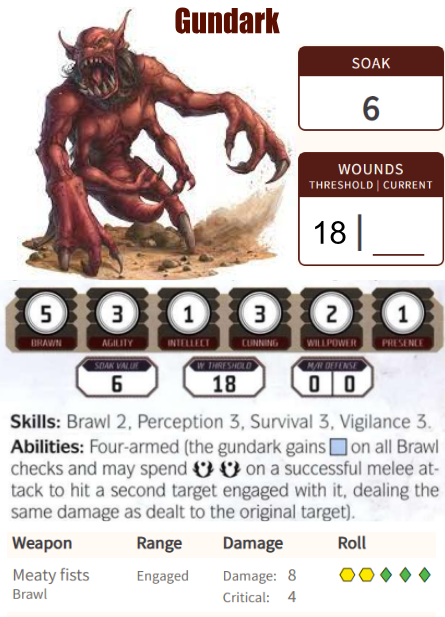 Gundark
SOAK
6
WOUNDS
THRESHOLD | CURRENT
18 |
5 3 1 3 2 1
BRAWN AGILITY INTELLECT CUNNING WILLPOWER PRESENCE
SOAK VALUE W. THRESHOLD M/R DEFENSE
6 18 0 0
Skills: Brawl 2, Perception 3, Survival 3, Vigilance 3.
Abilities: Four-armed (the gundark gains on all Brawl
checks and may spend on a successful melee at-
tack to hit a second target engaged with it, dealing the
same damage as dealt to the original target).
Weapon Range Damage Roll
Meaty fists Engaged Damage: 8
Brawl Critical: 4